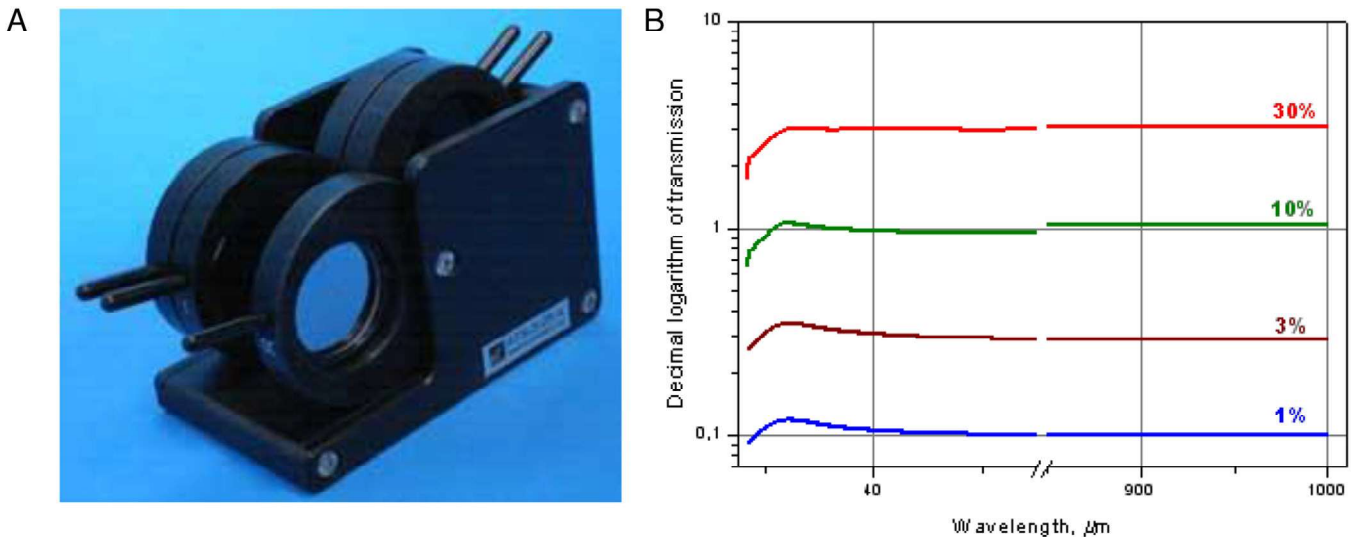 A
B
10
Decimal logarithm of transmission
30%
10%
1
3%
1%
0,1
40
900
1000
Wavelength, μm